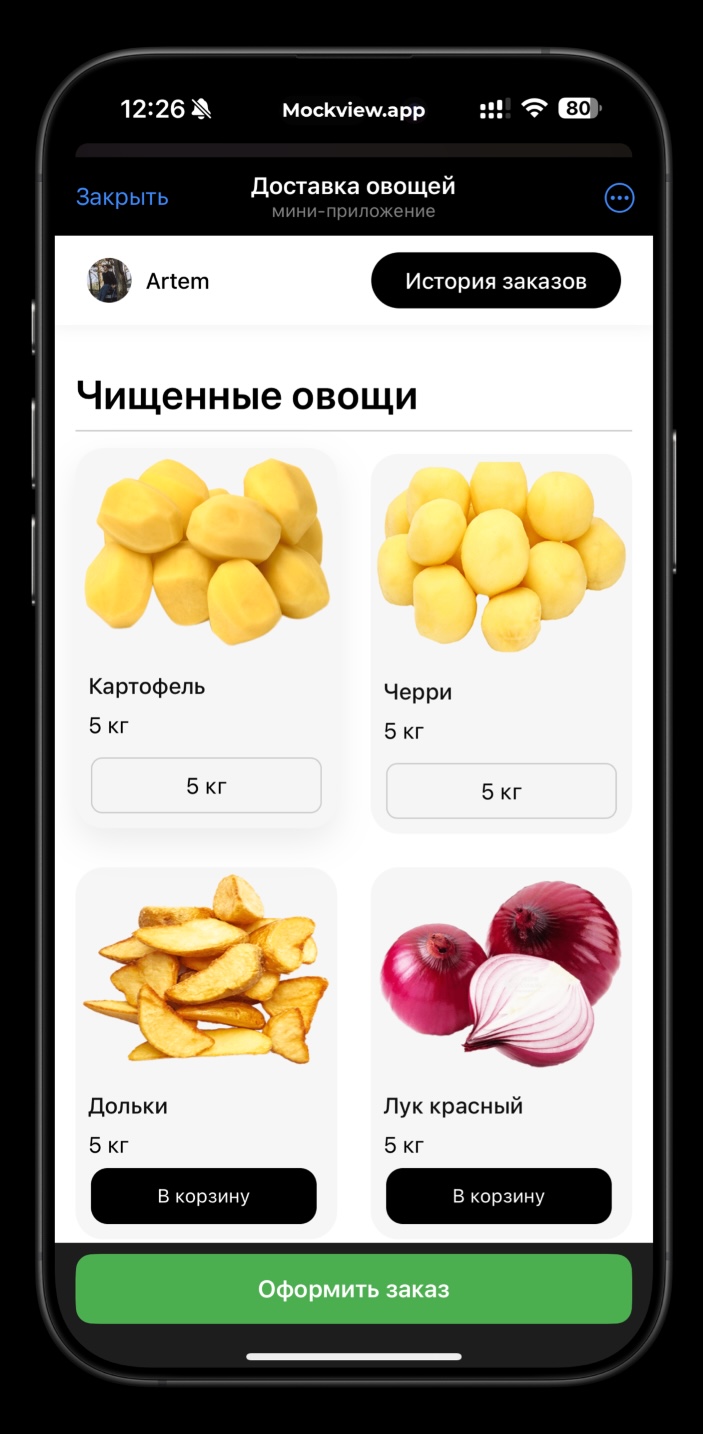 12:26
Mockview.app
80
Закрыть
Доставка овощей
мини-приложение
Artem
История заказов
Чищенные овощи
Картофель
5 кг
5 кг
Черри
5 кг
5 кг
Дольки
5 кг
В корзину
Лук красный
5 кг
В корзину
Оформить заказ